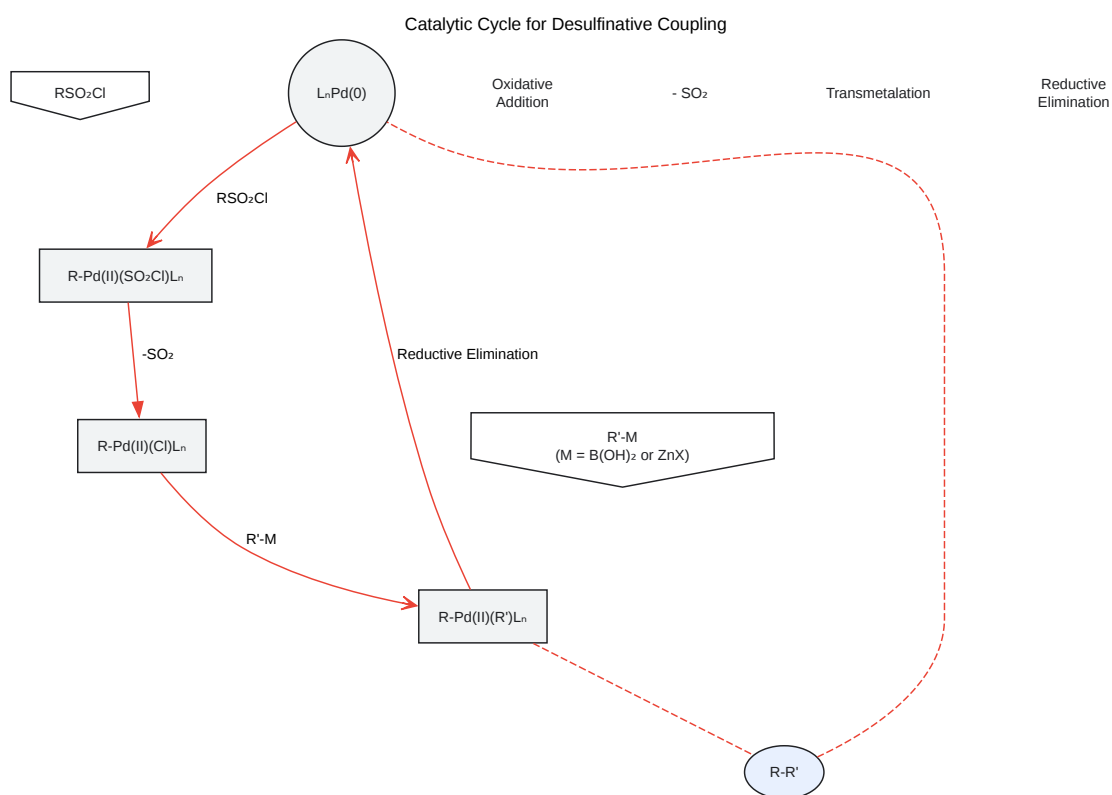 Catalytic Cycle for Desulfinative Coupling
RSO₂Cl
LₙPd(0)
Oxidative
Addition
- SO₂
Transmetalation
Reductive
Elimination
RSO₂Cl
R-Pd(II)(SO₂Cl)Lₙ
-SO₂
Reductive Elimination
R-Pd(II)(Cl)Lₙ
R'-M
(M = B(OH)₂ or ZnX)
R'-M
R-Pd(II)(R')Lₙ
R-R'